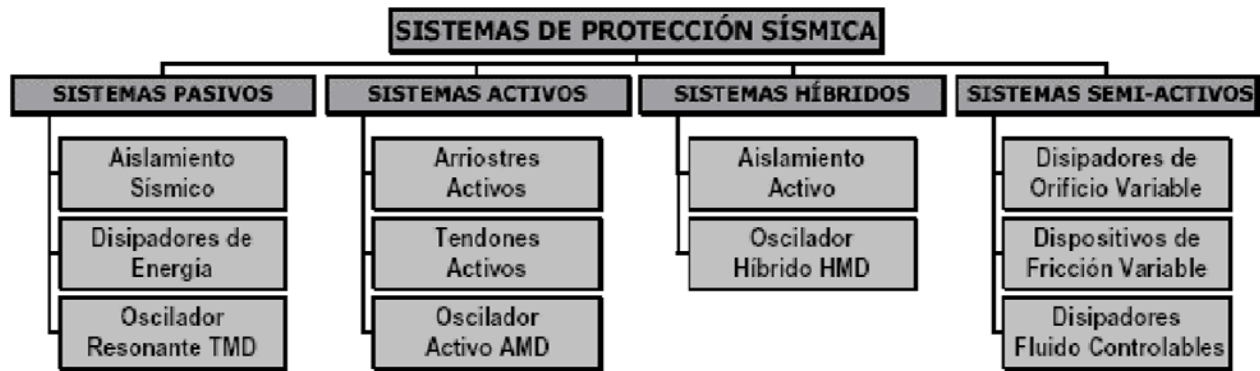 SISTEMAS DE PROTECCIÓN SÍSMICA
SISTEMAS PASIVOS
Aislamiento
Sísmico
Disipadores de
Energía
Oscilador
Resonante TMD
SISTEMAS ACTIVOS
Arriostres
Activos
Tendones
Activos
Oscilador
Activo AMD
SISTEMAS HÍBRIDOS
Aislamiento
Activo
Oscilador
Híbrido HMD
SISTEMAS SEMI-ACTIVOS
Disipadores de
Orificio Variable
Dispositivos de
Fricción Variable
Disipadores
Fluido Controlables